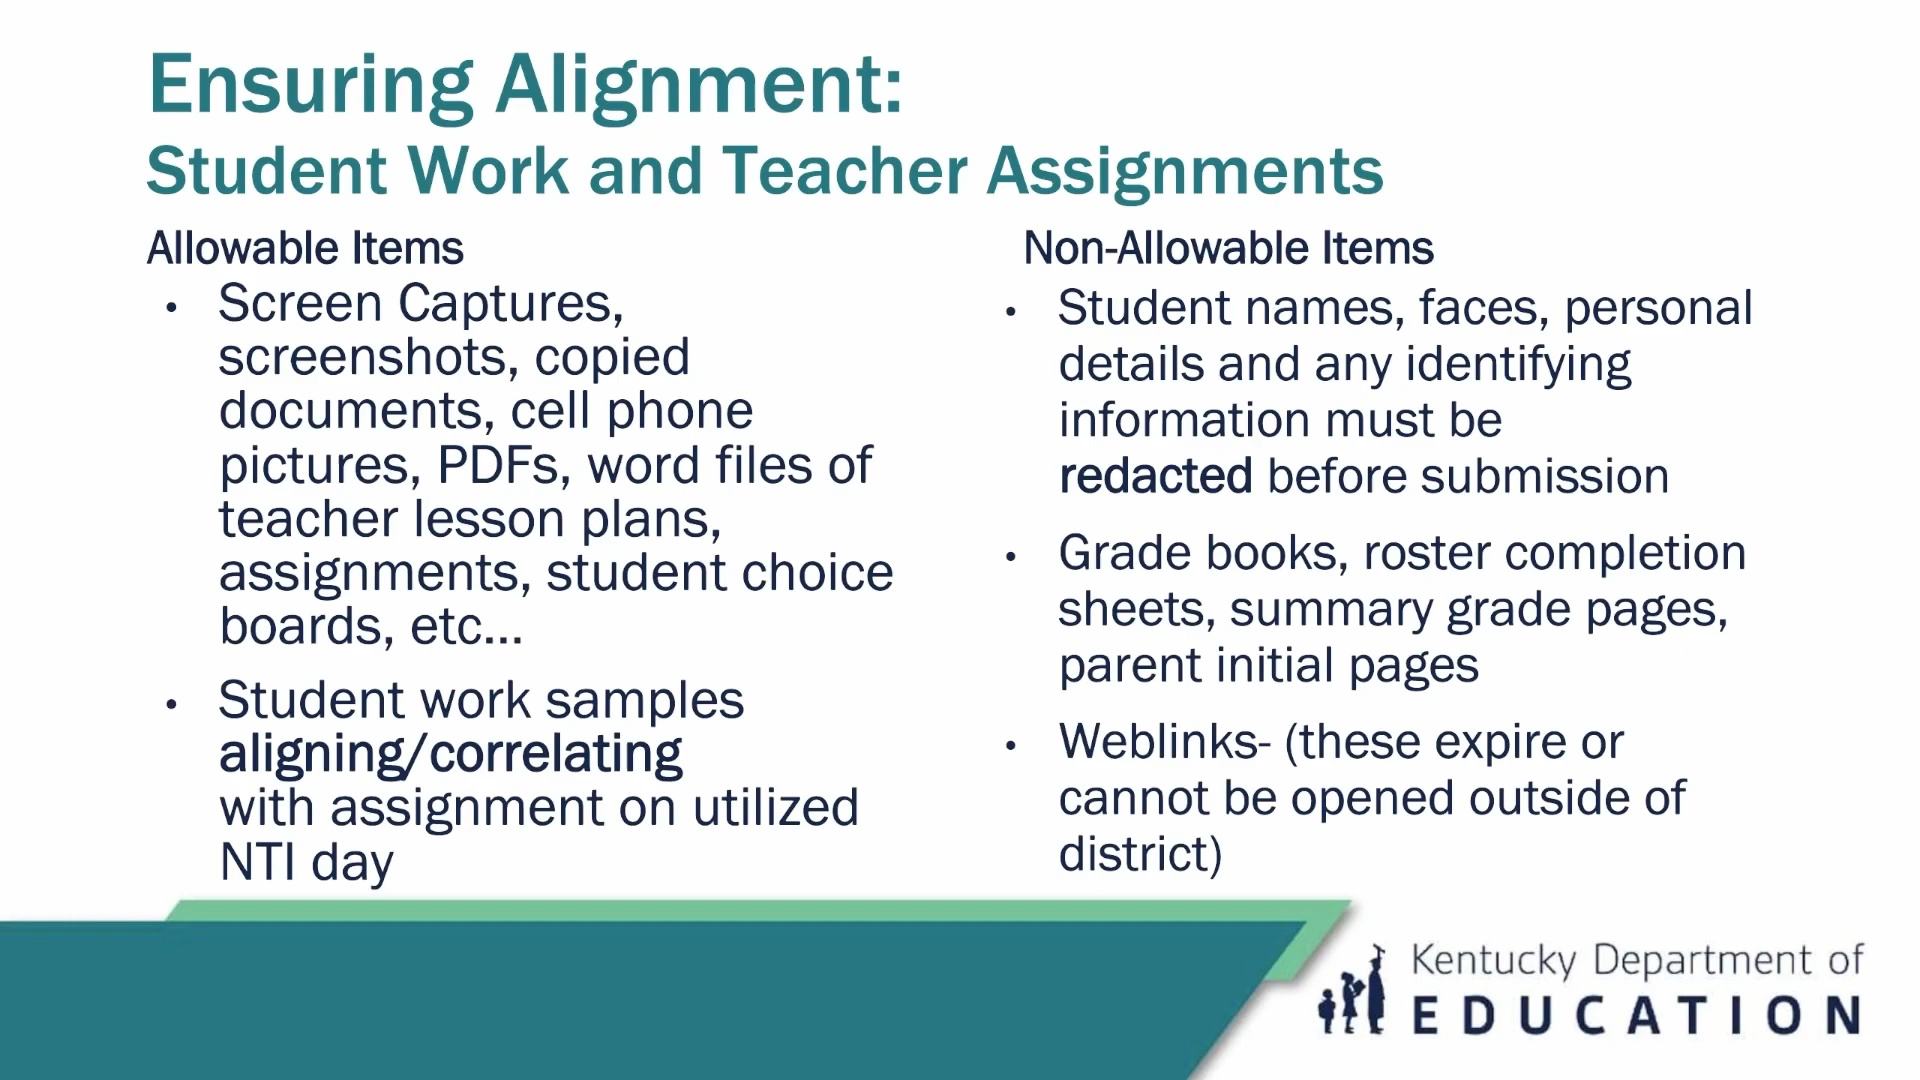 Ensuring Alignment:
Student Work and Teacher Assignments
Allowable Items
• Screen Captures,
screenshots, copied
documents, cell phone
pictures, PDFs, word files of
teacher lesson plans,
assignments, student choice
boards, etc...
• Student work samples
aligning/correlating
with assignment on utilized
NTI day
Non-Allowable Items
• Student names, faces, personal
details and any identifying
information must be
redacted before submission
• Grade books, roster completion
sheets, summary grade pages,
parent initial pages
• Weblinks- (these expire or
cannot be opened outside of
district)
Kentucky Department of
EDUCATION